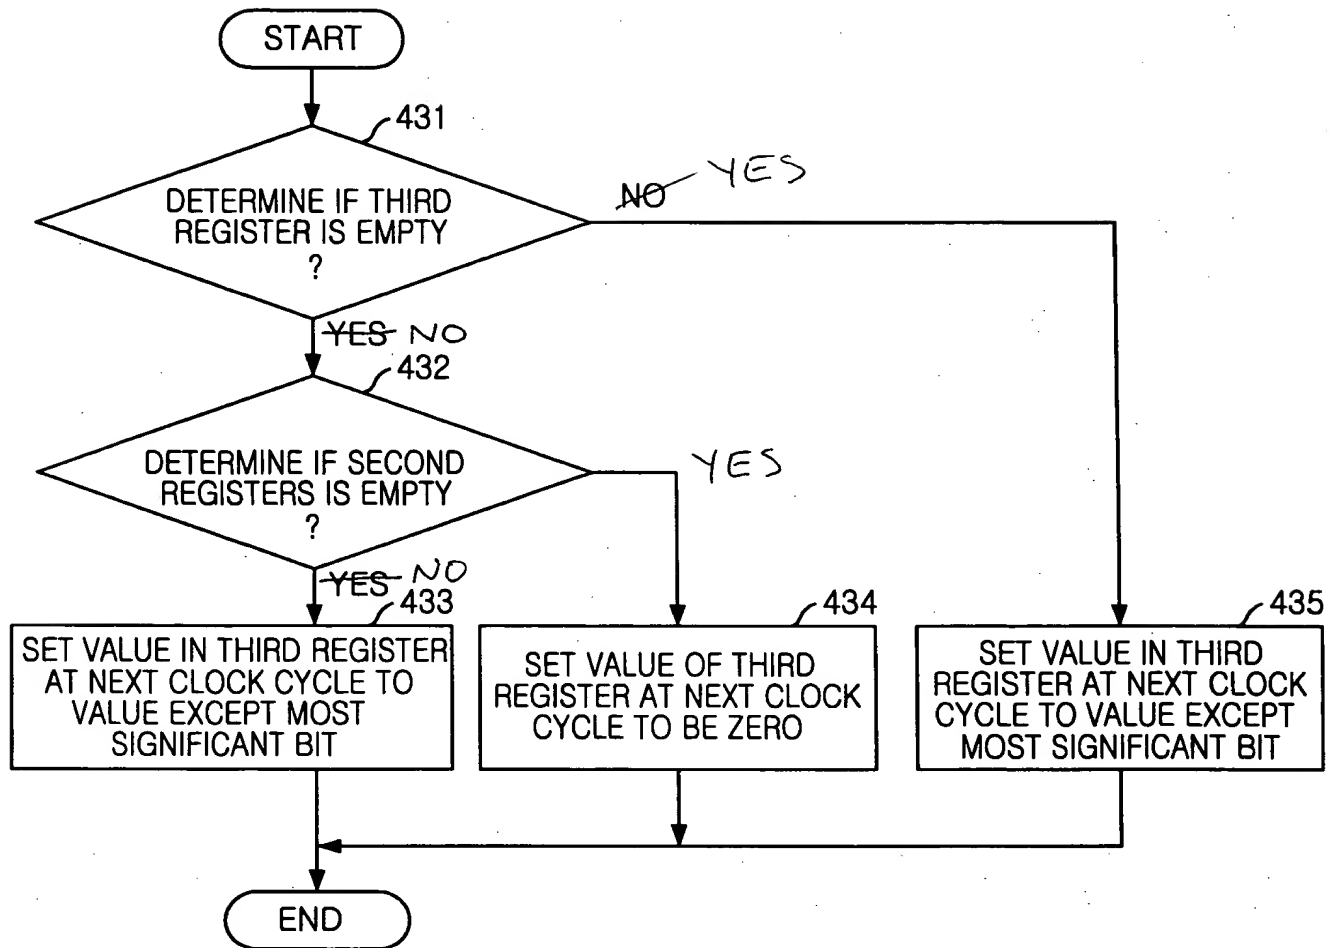 START
431
DETERMINE IF THIRD
REGISTER IS EMPTY
?
NO YES
YES NO
432
DETERMINE IF SECOND
REGISTERS IS EMPTY
?
YES
YES NO
433
SET VALUE IN THIRD REGISTER
AT NEXT CLOCK CYCLE TO
VALUE EXCEPT MOST
SIGNIFICANT BIT
434
SET VALUE OF THIRD
REGISTER AT NEXT CLOCK
CYCLE TO BE ZERO
435
SET VALUE IN THIRD
REGISTER AT NEXT CLOCK
CYCLE TO VALUE EXCEPT
MOST SIGNIFICANT BIT
END